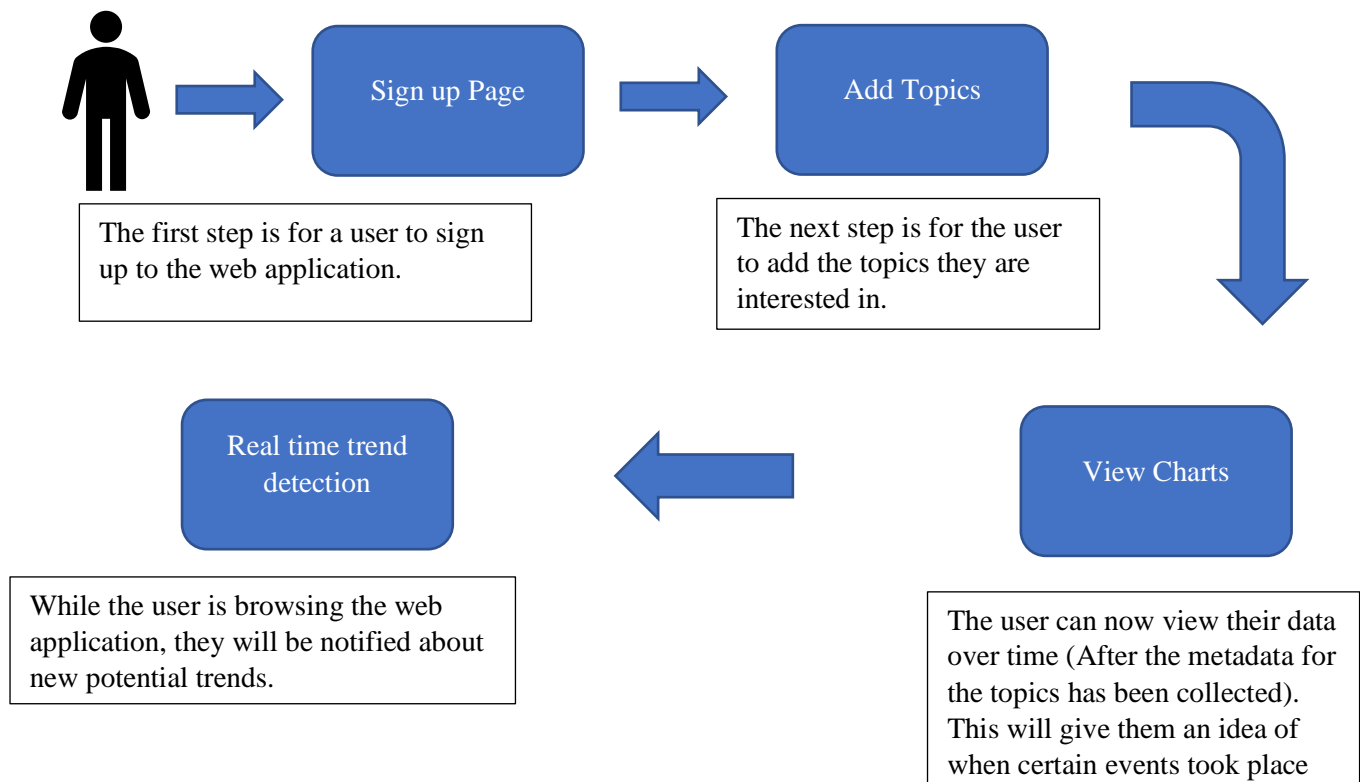 Sign up Page
Add Topics
The first step is for a user to sign
up to the web application.
The next step is for the user
to add the topics they are
interested in.
Real time trend
detection
View Charts
While the user is browsing the web
application, they will be notified about
new potential trends.
The user can now view their data
over time (After the metadata for
the topics has been collected).
This will give them an idea of
when certain events took place